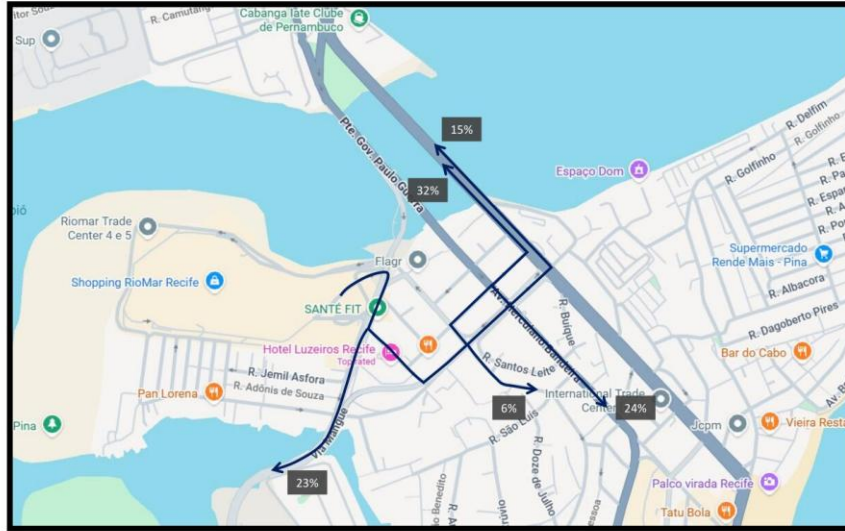 Cabanga Iate Clube
de Pernambuco
R. Camutang
Sup
15%
Pte. Gov. Paulo Guerra
32%
Espaço Dom
R. Delfim
R. Golfinho
R. Golfinho
Riomar Trade
Center 4 e 5
Flagr
Supermercado
Rende Mais - Pina
Shopping RioMar Recife
SANTÉ FIT
Av. Herculano Bandeira
R. Buíque
R. Albacora
R. Dagoberto Pires
Hotel Luzeiros Recife
Top rated
R. Santos Leite
Bar do Cabo
R. Jemil Asfora
R. Adônis de Souza
Pan Lorena
International Trade
Center
6%
24%
Pina
Via Mangue
R. São Luis
R. Doze de Julho
Jcpm
Vieira Resta
23%
Palco virada Recife
Tatu Bola